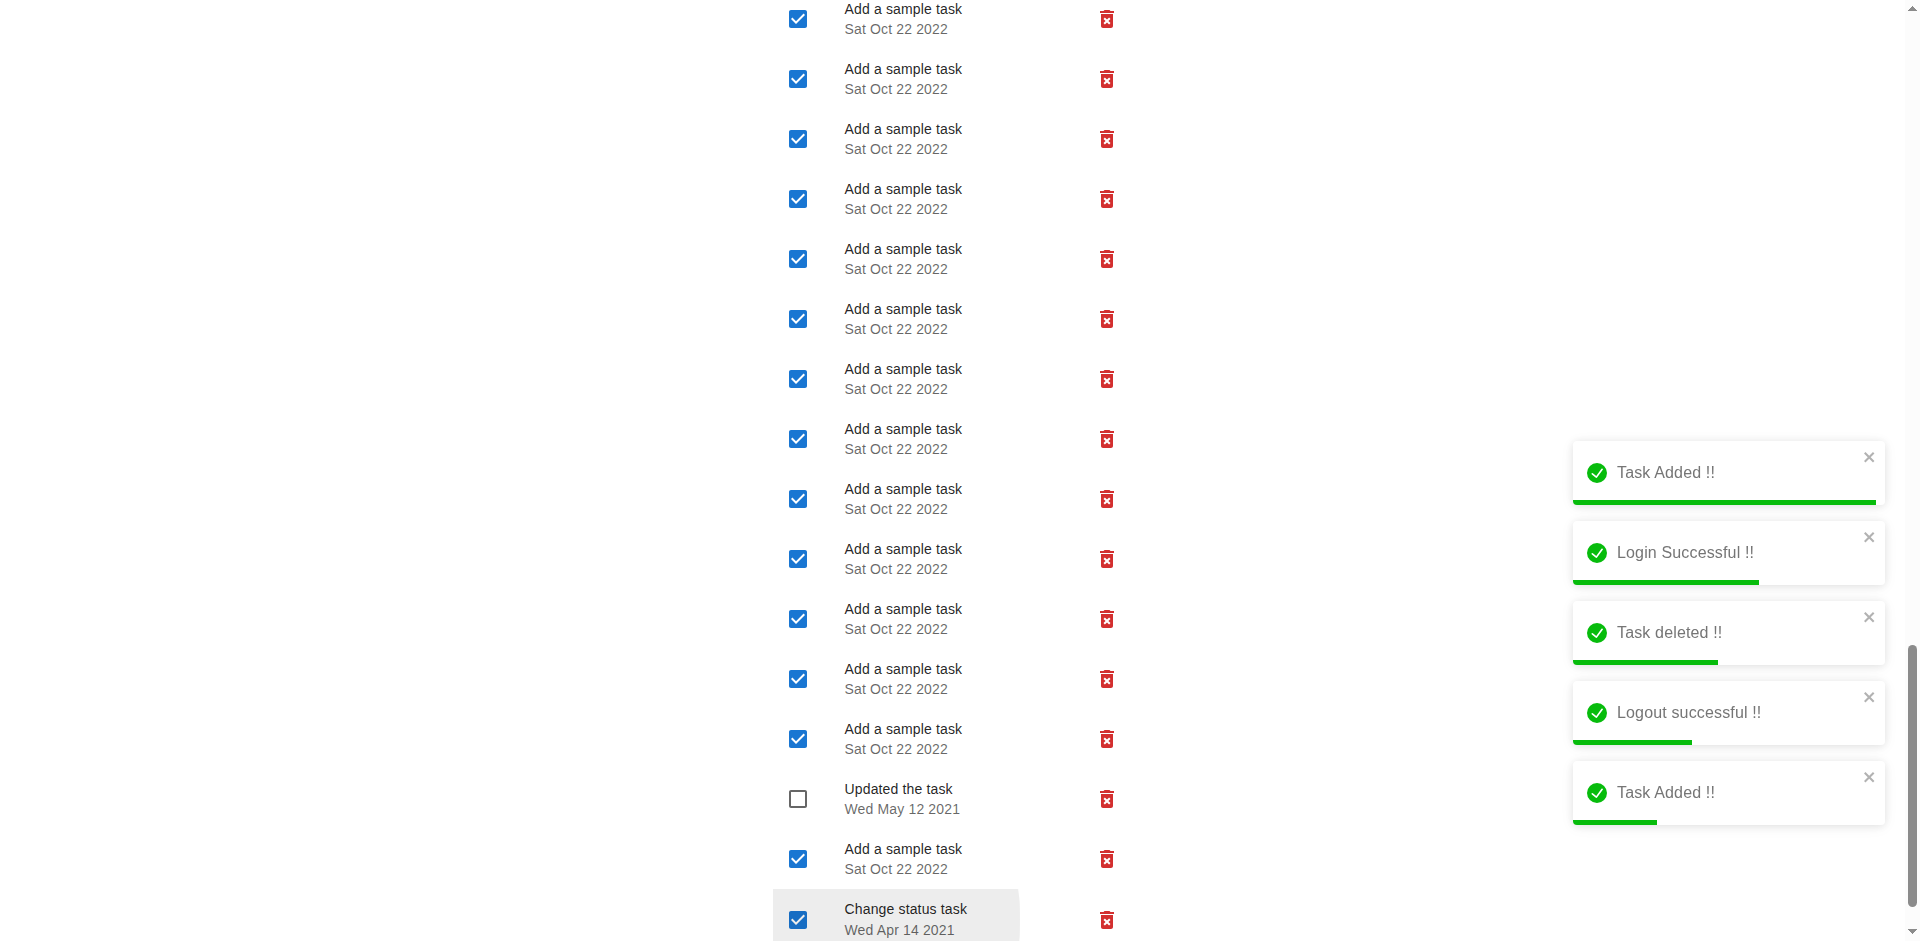 Add a sample task
Sat Oct 22 2022
Add a sample task
Sat Oct 22 2022
Add a sample task
Sat Oct 22 2022
Add a sample task
Sat Oct 22 2022
Add a sample task
Sat Oct 22 2022
Add a sample task
Sat Oct 22 2022
Add a sample task
Sat Oct 22 2022
Add a sample task
Sat Oct 22 2022
Add a sample task
Sat Oct 22 2022
Add a sample task
Sat Oct 22 2022
Add a sample task
Sat Oct 22 2022
Add a sample task
Sat Oct 22 2022
Add a sample task
Sat Oct 22 2022
Updated the task
Wed May 12 2021
Add a sample task
Sat Oct 22 2022
Change status task
Wed Apr 14 2021
Task Added !!
Login Successful !!
Task deleted !!
Logout successful !!
Task Added !!